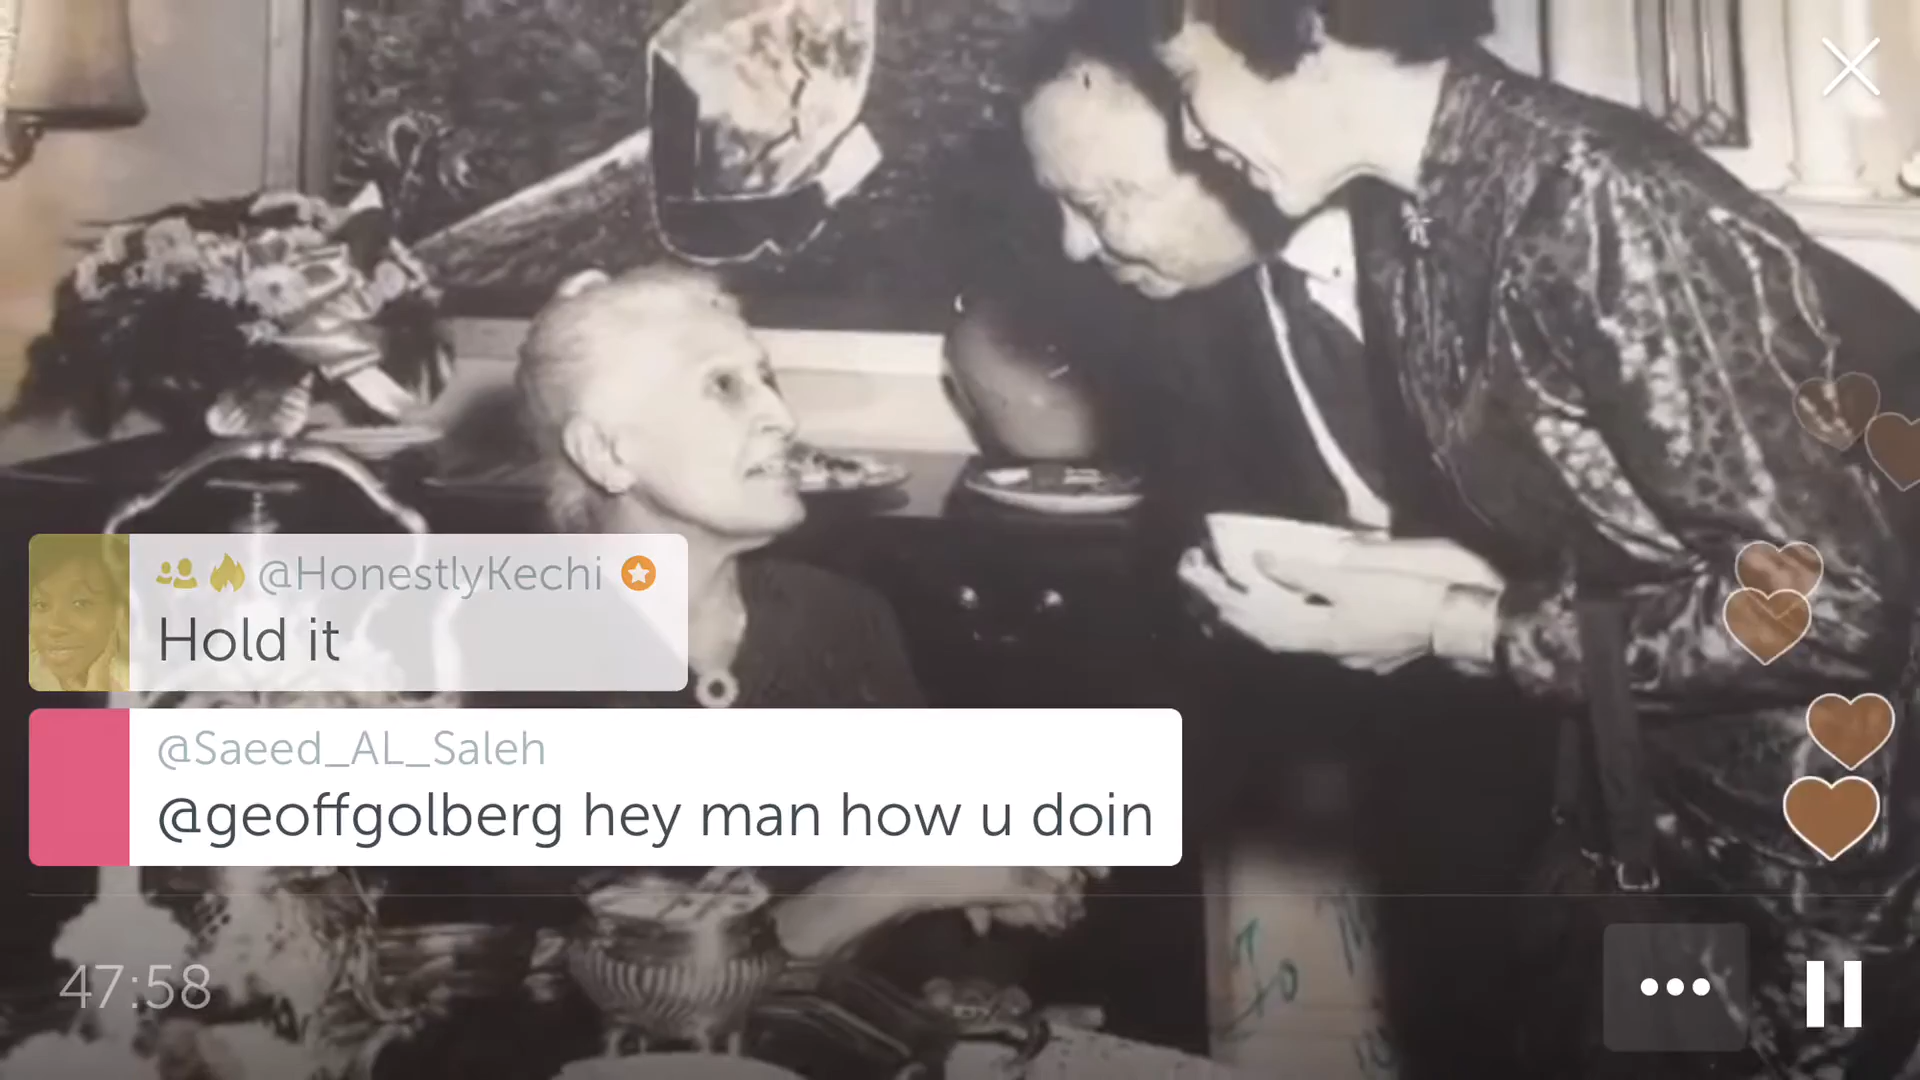 @HonestlyKechi
Hold it
@Saeed_AL_Saleh
@geoffgolberg hey man how u doin
47:58